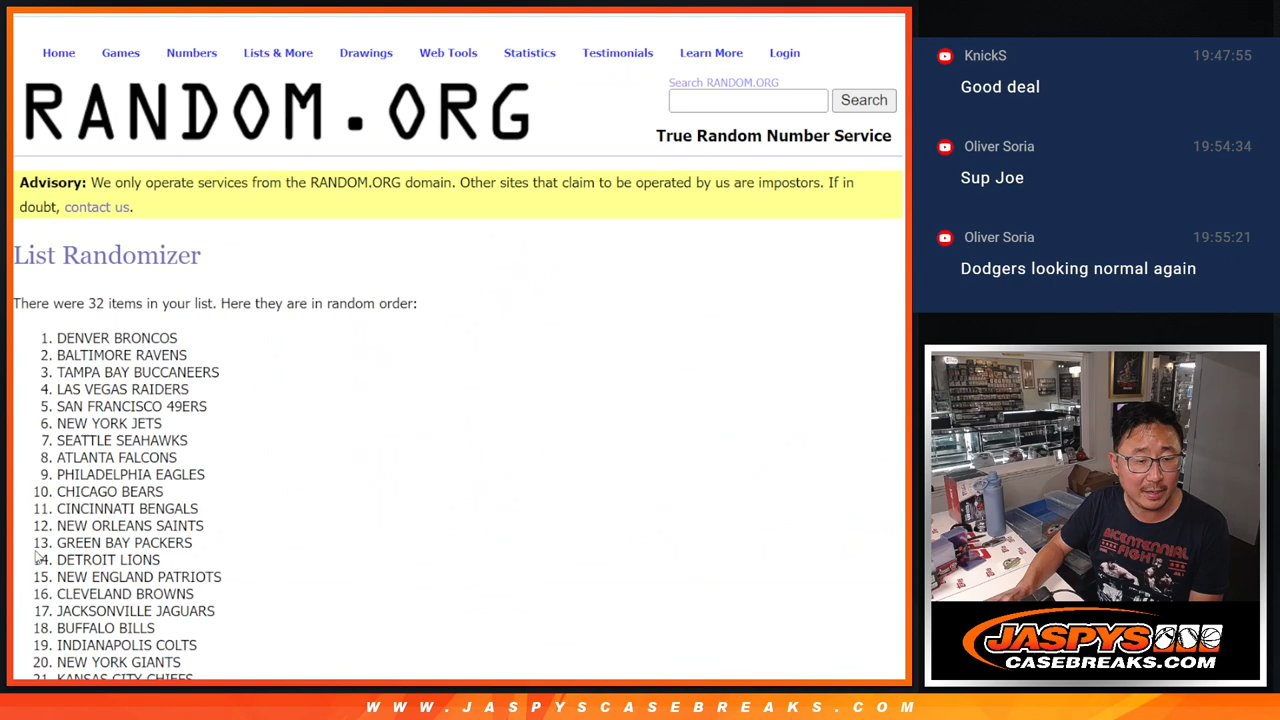 Home Games Numbers Lists & More Drawings Web Tools Statistics Testimonials Learn More Login
RANDOM.ORG
Search RANDOM.ORG
Search
True Random Number Service
Advisory: We only operate services from the RANDOM.ORG domain. Other sites that claim to be operated by us are impostors. If in
doubt, contact us.
List Randomizer
There were 32 items in your list. Here they are in random order:
1. DENVER BRONCOS
2. BALTIMORE RAVENS
3. TAMPA BAY BUCCANEERS
4. LAS VEGAS RAIDERS
5. SAN FRANCISCO 49ERS
6. NEW YORK JETS
7. SEATTLE SEAHAWKS
8. ATLANTA FALCONS
9. PHILADELPHIA EAGLES
10. CHICAGO BEARS
11. CINCINNATI BENGALS
12. NEW ORLEANS SAINTS
13. GREEN BAY PACKERS
14. DETROIT LIONS
15. NEW ENGLAND PATRIOTS
16. CLEVELAND BROWNS
17. JACKSONVILLE JAGUARS
18. BUFFALO BILLS
19. INDIANAPOLIS COLTS
20. NEW YORK GIANTS
21. KANSAS CITY CHIEFS
KnickS 19:47:55
Good deal
Oliver Soria 19:54:34
Sup Joe
Oliver Soria 19:55:21
Dodgers looking normal again
BICENTENNIAL
FIGHT
JASPYS
CASEBREAKS.COM
WWW.JASPYSCASEBREAKS.COM